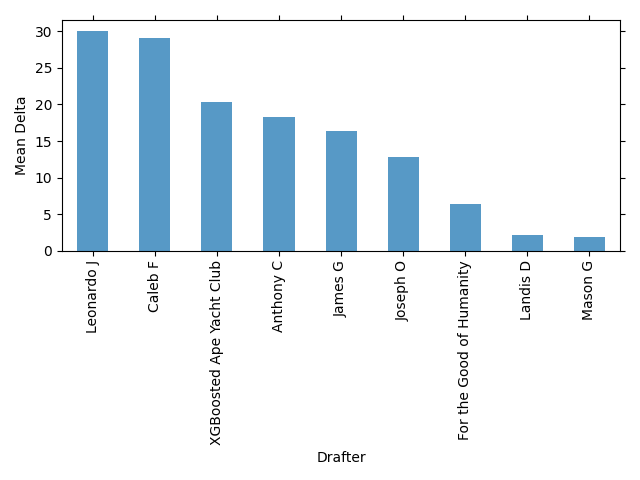 30
25
20
15
10
5
0
Mean Delta
Leonardo J
Caleb F
XGBoosted Ape Yacht Club
Anthony C
James G
Joseph O
For the Good of Humanity
Landis D
Mason G
Drafter